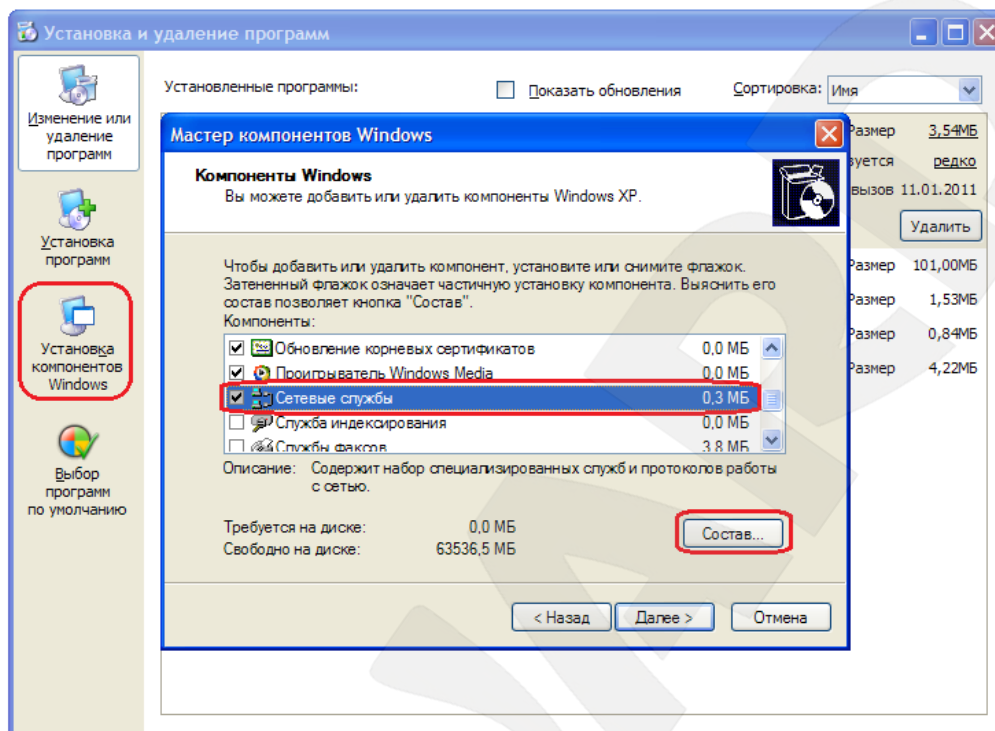 Установка и удаление программ
Изменение или
удаление
программ
Установка
программ
Установка
компонентов
Windows
Выбор
программ
по умолчанию
Установленные программы:
Показать обновления
Сортировка: Имя
Размер 3,54МБ
зуется редко
вызов 11.01.2011
Удалить
Размер 101,00МБ
Размер 1,53МБ
Размер 0,84МБ
Размер 4,22МБ
Мастер компонентов Windows
Компоненты Windows
Вы можете добавить или удалить компоненты Windows XP.
Чтобы добавить или удалить компонент, установите или снимите флажок.
Затененный флажок означает частичную установку компонента. Выяснить его
состав позволяет кнопка "Состав".
Компоненты:
Обновление корневых сертификатов 0,0 МБ
Проигрыватель Windows Media 0,0 МБ
Сетевые службы 0,3 МБ
Служба индексирования 0,0 МБ
Службы факсов 3,8 МБ
Описание: Содержит набор специализированных служб и протоколов работы
с сетью.
Требуется на диске: 0,0 МБ
Свободно на диске: 63536,5 МБ
Состав...
< Назад Далее > Отмена